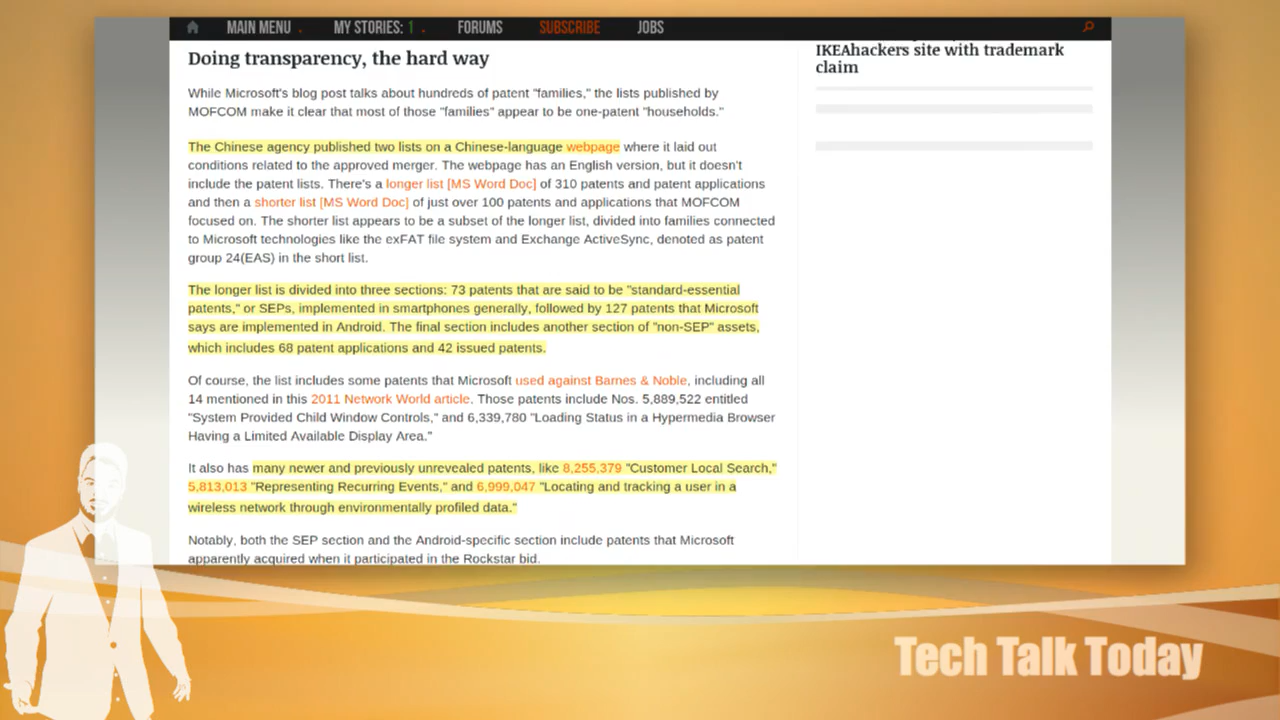 MAIN MENU
MY STORIES: 1
FORUMS
SUBSCRIBE
JOBS
Doing transparency, the hard way
While Microsoft's blog post talks about hundreds of patent "families," the lists published by
MOFCOM make it clear that most of those "families" appear to be one-patent "households."
The Chinese agency published two lists on a Chinese-language webpage where it laid out
conditions related to the approved merger. The webpage has an English version, but it doesn't
include the patent lists. There's a longer list [MS Word Doc] of 310 patents and patent applications
and then a shorter list [MS Word Doc] of just over 100 patents and applications that MOFCOM
focused on. The shorter list appears to be a subset of the longer list, divided into families connected
to Microsoft technologies like the exFAT file system and Exchange ActiveSync, denoted as patent
group 24(EAS) in the short list.
The longer list is divided into three sections: 73 patents that are said to be "standard-essential
patents," or SEPs, implemented in smartphones generally, followed by 127 patents that Microsoft
says are implemented in Android. The final section includes another section of "non-SEP" assets,
which includes 68 patent applications and 42 issued patents.
Of course, the list includes some patents that Microsoft used against Barnes & Noble, including all
14 mentioned in this 2011 Network World article. Those patents include Nos. 5,889,522 entitled
"System Provided Child Window Controls," and 6,339,780 "Loading Status in a Hypermedia Browser
Having a Limited Available Display Area."
It also has many newer and previously unrevealed patents, like 8,255,379 "Customer Local Search,"
5,813,013 "Representing Recurring Events," and 6,999,047 "Locating and tracking a user in a
wireless network through environmentally profiled data."
Notably, both the SEP section and the Android-specific section include patents that Microsoft
apparently acquired when it participated in the Rockstar bid.
IKEAhackers site with trademark
claim
Tech Talk Today